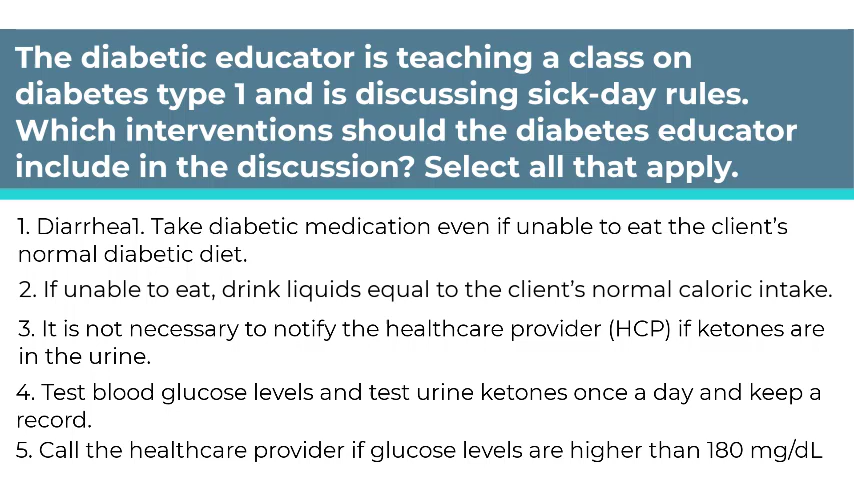 The diabetic educator is teaching a class on
diabetes type 1 and is discussing sick-day rules.
Which interventions should the diabetes educator
include in the discussion? Select all that apply.
1. Diarrhea1. Take diabetic medication even if unable to eat the client's
normal diabetic diet.
2. If unable to eat, drink liquids equal to the client's normal caloric intake.
3. It is not necessary to notify the healthcare provider (HCP) if ketones are
in the urine.
4. Test blood glucose levels and test urine ketones once a day and keep a
record.
5. Call the healthcare provider if glucose levels are higher than 180 mg/dL